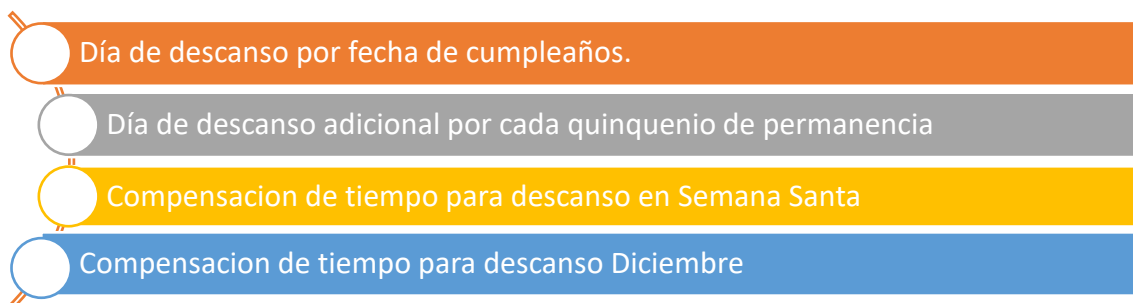 Día de descanso por fecha de cumpleaños.
Día de descanso adicional por cada quinquenio de permanencia
Compensacion de tiempo para descanso en Semana Santa
Compensacion de tiempo para descanso Diciembre